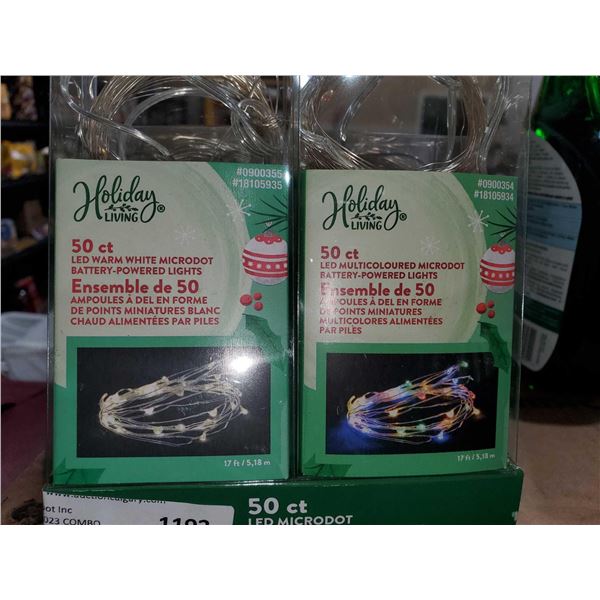 #0900355
#18105935
Holiday
LIVING®
50 ct
LED WARM WHITE MICRODOT
BATTERY-POWERED LIGHTS
Ensemble de 50
AMPOULES À DEL EN FORME
DE POINTS MINIATURES BLANC
CHAUD ALIMENTÉES PAR PILES
17 ft / 5,18 m
#0900354
#18105934
Holiday
LIVING®
50 ct
LED MULTICOLOURED MICRODOT
BATTERY-POWERED LIGHTS
Ensemble de 50
AMPOULES À DEL EN FORME
DE POINTS MINIATURES
MULTICOLORES ALIMENTÉES
PAR PILES
17 ft / 5,18 m
Inc
COMBO
1192
50 ct
LED MICRODOT